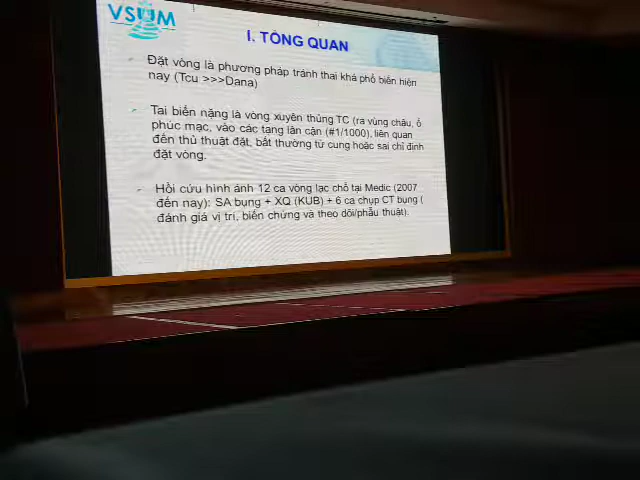 VSUM
I. TỔNG QUAN
- Đặt vòng là phương pháp tránh thai khá phổ biến hiện
nay (Tcu >>>Dana)
- Tai biến nặng là vòng xuyên thủng TC (ra vùng chậu, ổ
phúc mạc, vào các tạng lân cận (#1/1000), liên quan
đến thủ thuật đặt, bất thường tử cung hoặc sai chỉ định
đặt vòng.
- Hồi cứu hình ảnh 12 ca vòng lạc chỗ tại Medic (2007
đến nay): SA bụng + XQ (KUB) + 6 ca chụp CT bụng (
đánh giá vị trí, biến chứng và theo dõi/phẫu thuật).